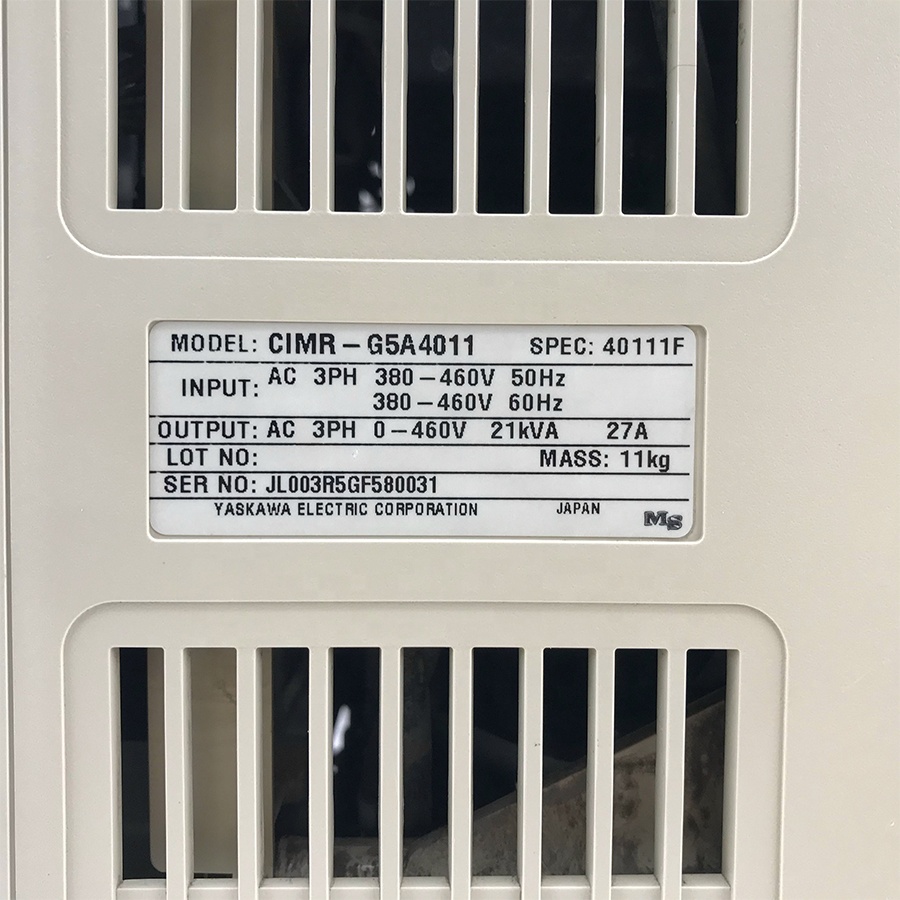 MODEL: CIMR-G5A4011 SPEC: 40111F
INPUT: AC 3PH 380-460V 50Hz
380-460V 60Hz
OUTPUT: AC 3PH 0-460V 21kVA 27A
LOT NO: MASS: 11kg
SER NO: JL003R5GF580031
YASKAWA ELECTRIC CORPORATION JAPAN MS